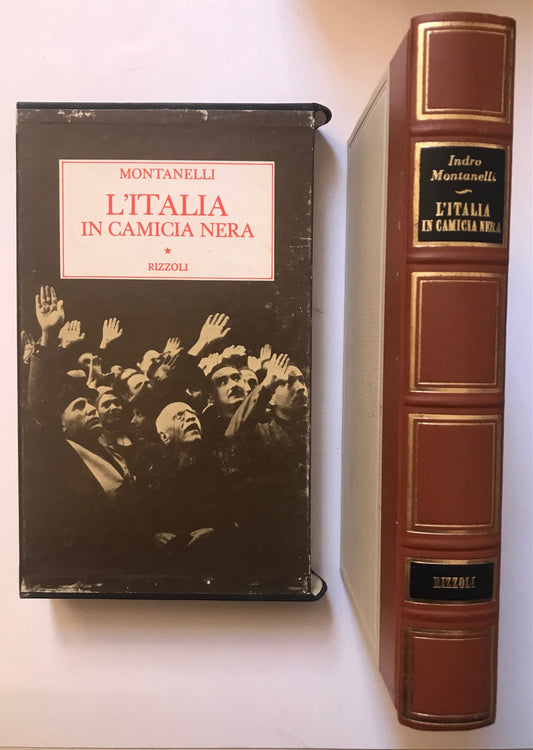 MONTANELLI
L'ITALIA
IN CAMICIA NERA
★
RIZZOLI
Indro
Montanelli
L'ITALIA
IN CAMICIA NERA
RIZZOLI